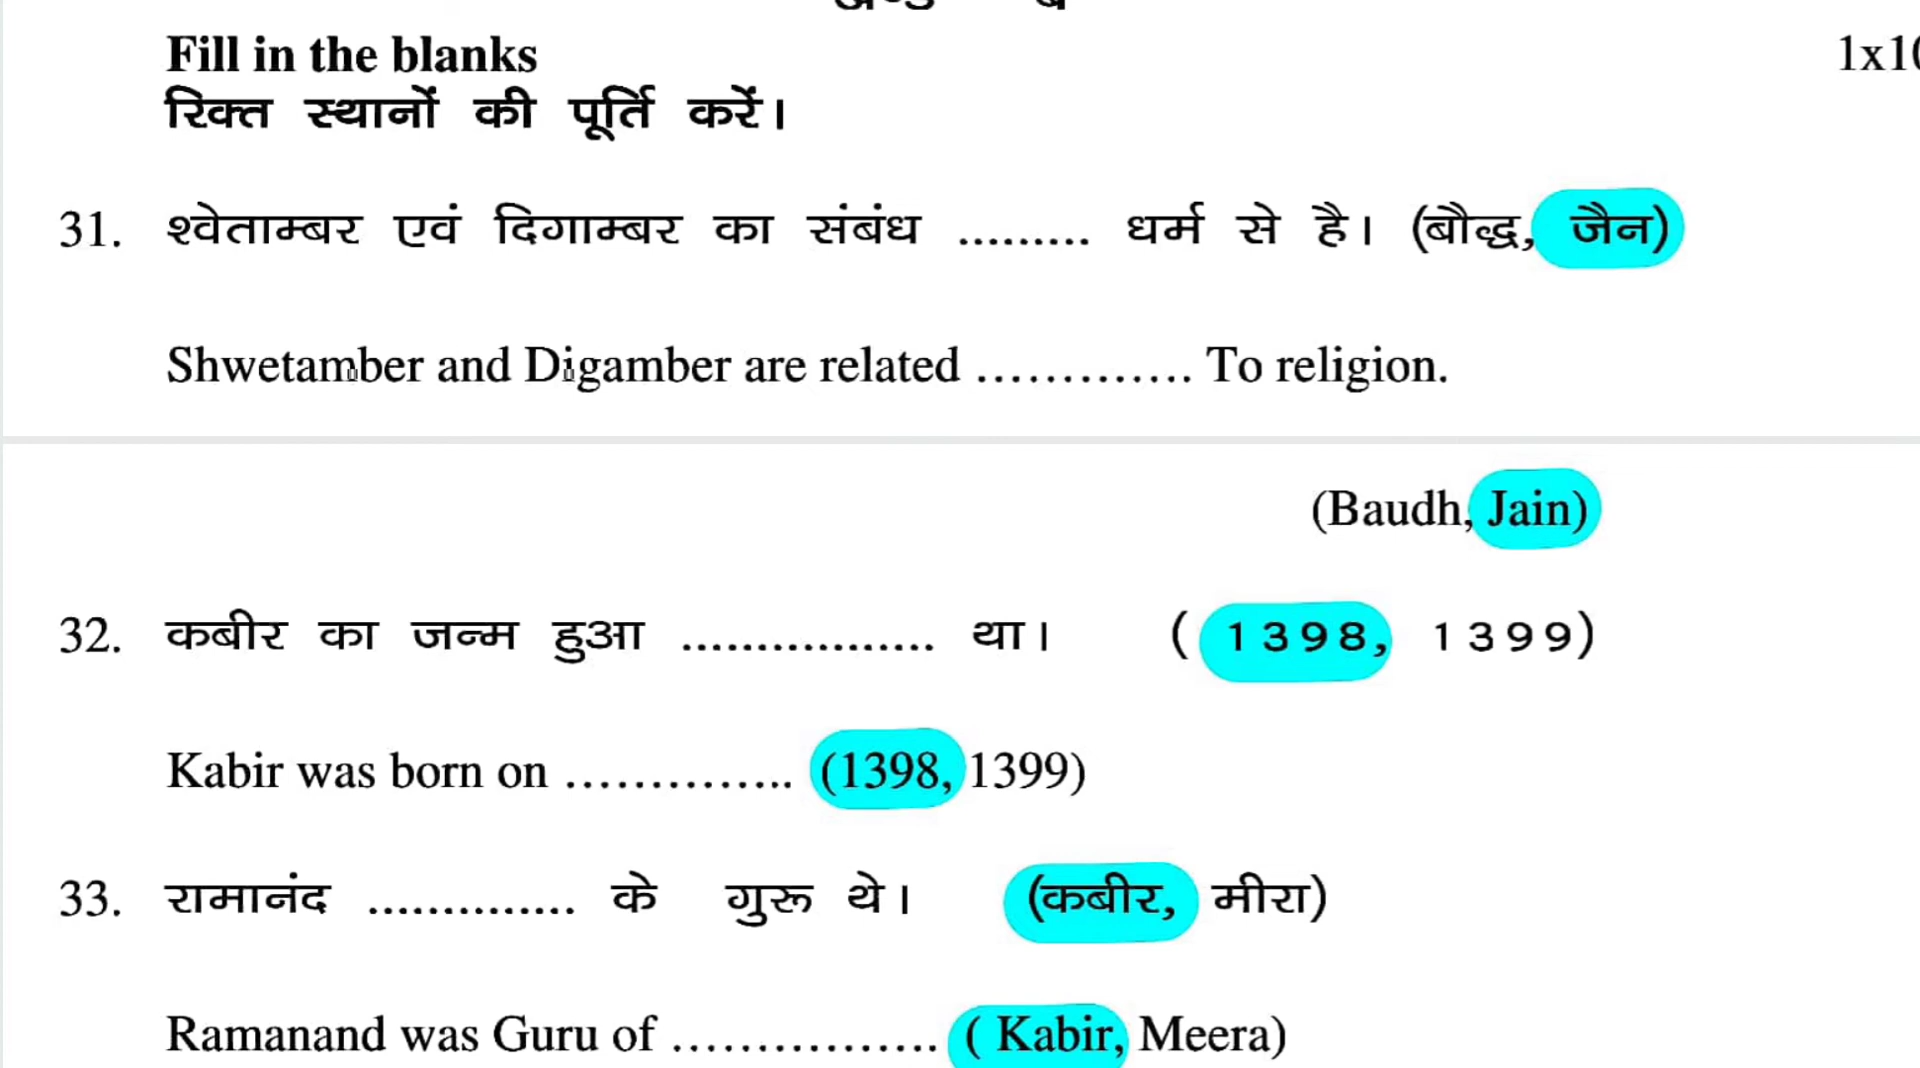 Fill in the blanks
1x10
रिक्त स्थानों की पूर्ति करें।
31. श्वेताम्बर एवं दिगाम्बर का संबंध ......... धर्म से है। (बौद्ध, जैन)
Shwetamber and Digamber are related …………. To religion.
(Baudh, Jain)
32. कबीर का जन्म हुआ ................. था। ( 1398, 1399)
Kabir was born on ………….. (1398, 1399)
33. रामानंद .............. के गुरू थे। (कबीर, मीरा)
Ramanand was Guru of ……………. ( Kabir, Meera)